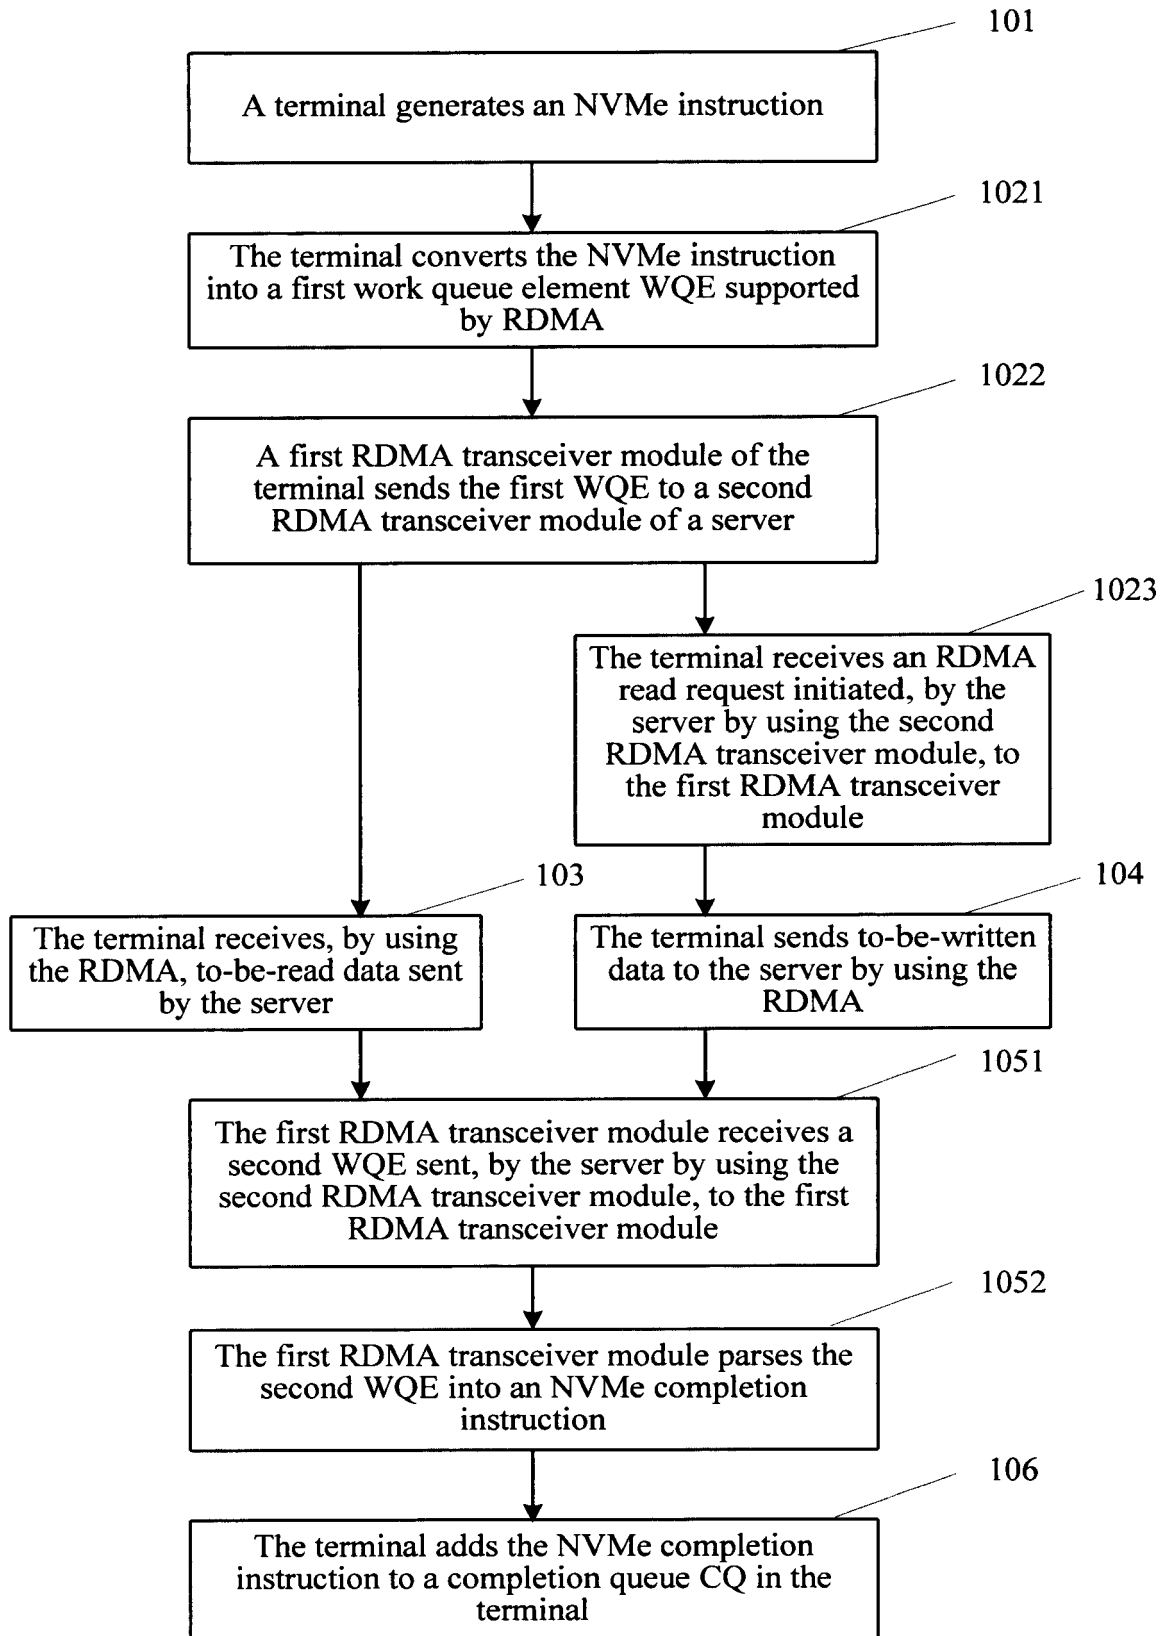 101
A terminal generates an NVMe instruction
1021
The terminal converts the NVMe instruction
into a first work queue element WQE supported
by RDMA
1022
A first RDMA transceiver module of the
terminal sends the first WQE to a second
RDMA transceiver module of a server
1023
The terminal receives an RDMA
read request initiated, by the
server by using the second
RDMA transceiver module, to
the first RDMA transceiver
module
103
The terminal receives, by using
the RDMA, to-be-read data sent
by the server
104
The terminal sends to-be-written
data to the server by using the
RDMA
1051
The first RDMA transceiver module receives a
second WQE sent, by the server by using the
second RDMA transceiver module, to the first
RDMA transceiver module
1052
The first RDMA transceiver module parses the
second WQE into an NVMe completion
instruction
106
The terminal adds the NVMe completion
instruction to a completion queue CQ in the
terminal